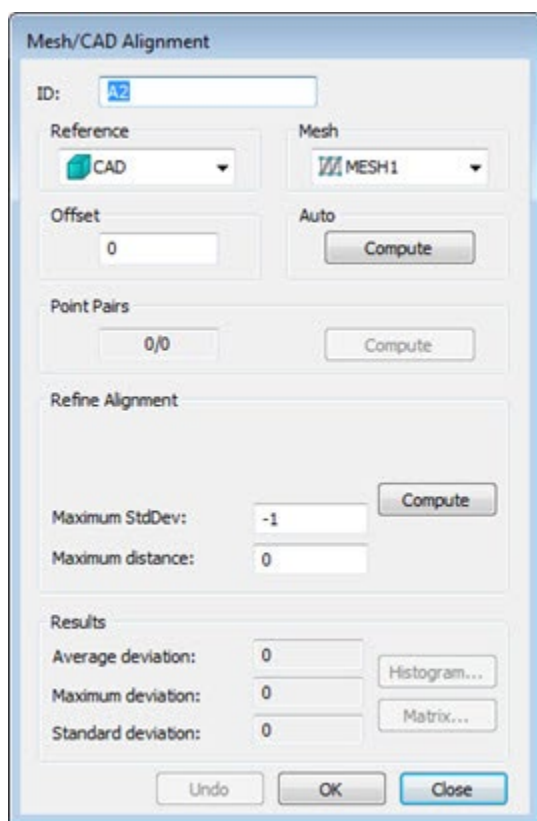 Mesh/CAD Alignment
ID: A2
Reference
CAD
Mesh
MESH1
Offset
0
Auto
Compute
Point Pairs
0/0
Compute
Refine Alignment
Compute
Maximum StdDev: -1
Maximum distance: 0
Results
Average deviation: 0
Histogram...
Maximum deviation: 0
Matrix...
Standard deviation: 0
Undo OK Close